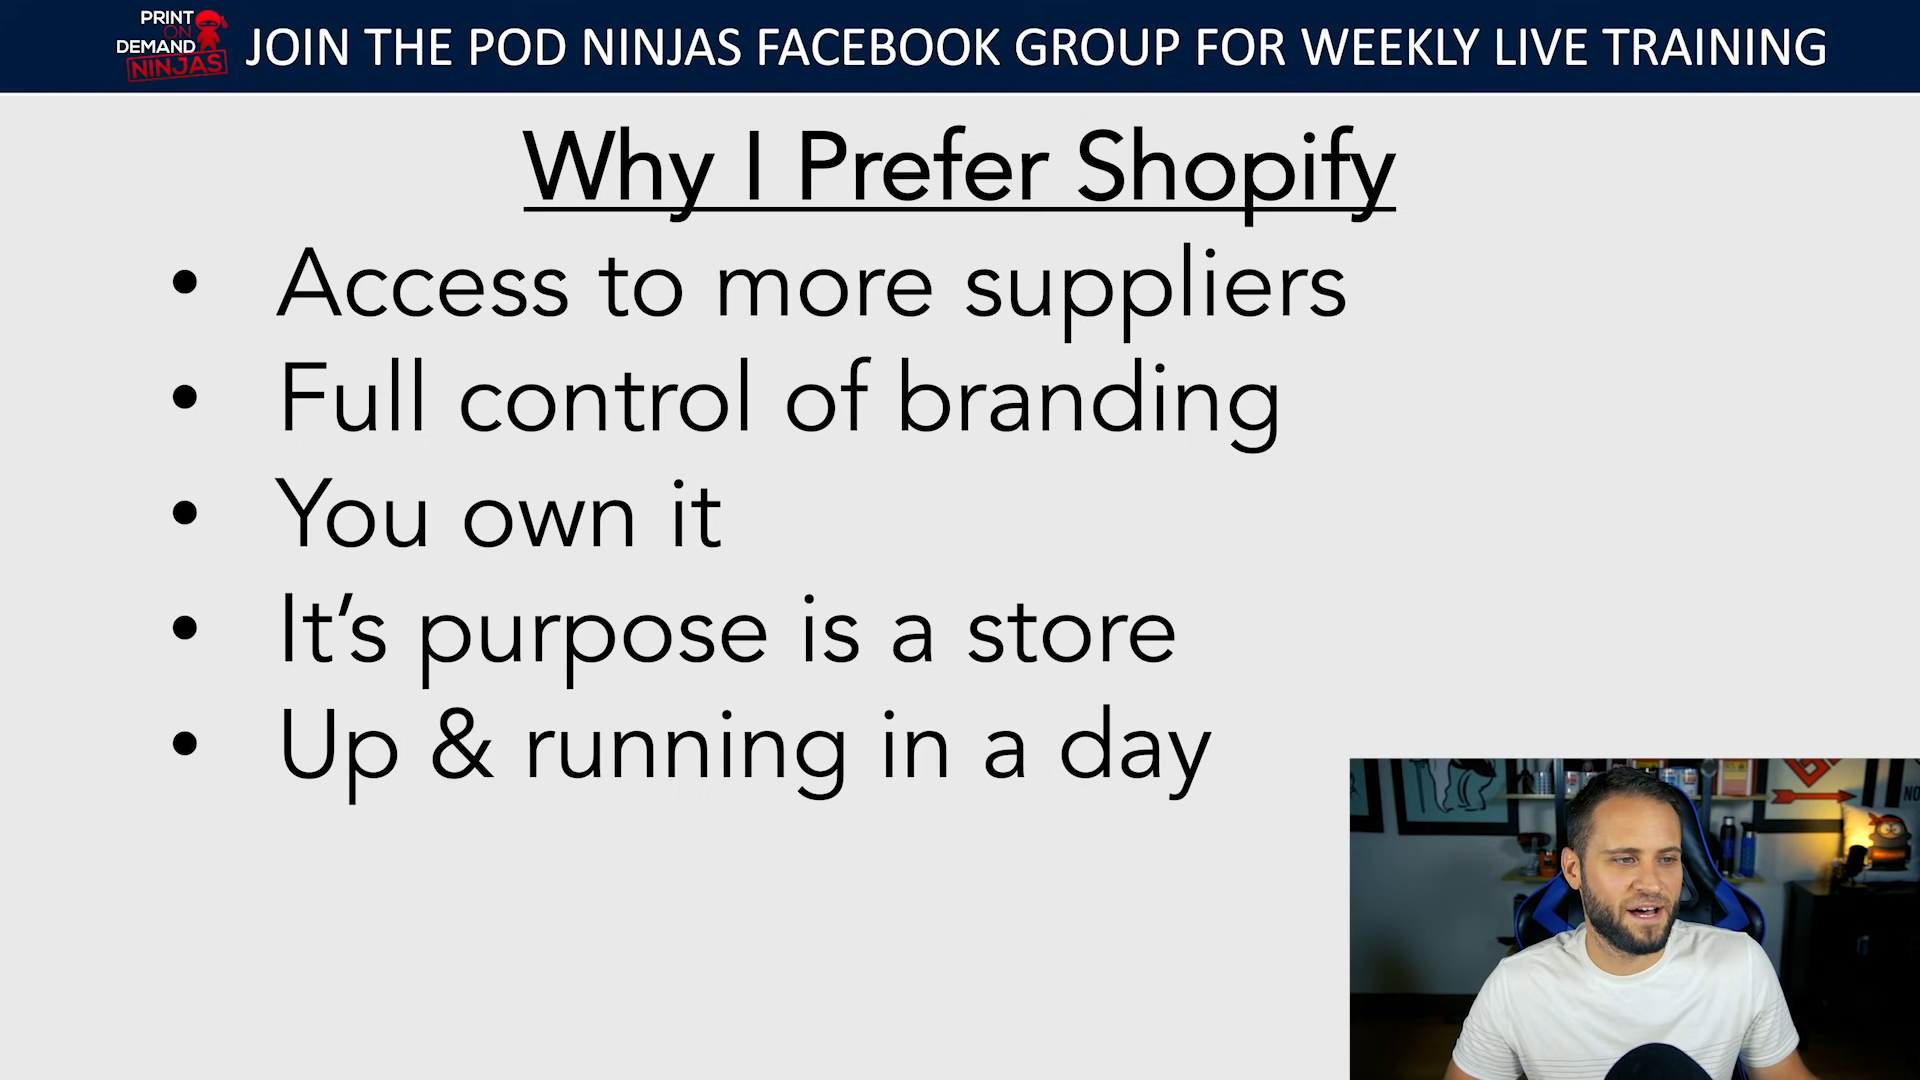 PRINT
ON
DEMAND
NINJAS
JOIN THE POD NINJAS FACEBOOK GROUP FOR WEEKLY LIVE TRAINING
Why I Prefer Shopify
• Access to more suppliers
• Full control of branding
• You own it
• It’s purpose is a store
• Up & running in a day
NO